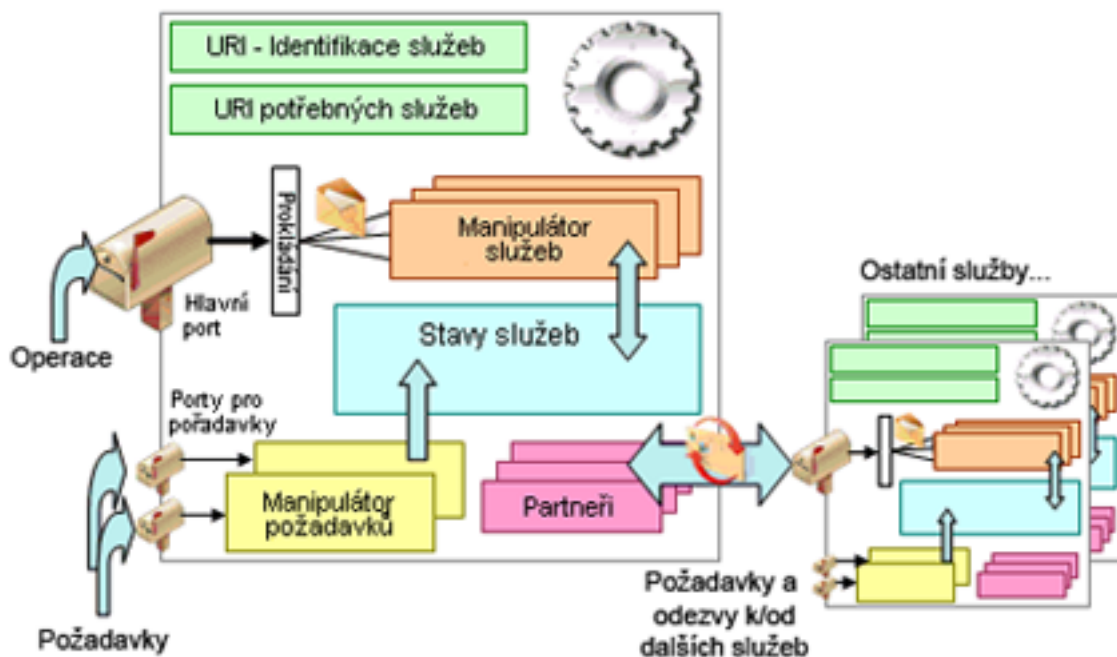 URI - Identifikace služeb
URI potřebných služeb
Prokládání
Manipulátor
služeb
Hlavní
port
Operace
Stavy služeb
Ostatní služby...
Porty pro
pořadavky
Manipulátor
požadavků
Partneři
Požadavky
Požadavky a
odezvy k/od
dalších služeb